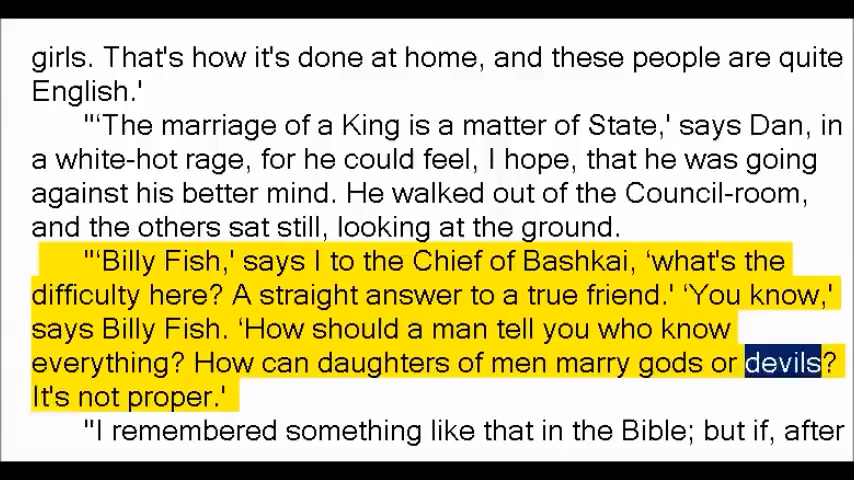 girls. That's how it's done at home, and these people are quite
English.'
"‘The marriage of a King is a matter of State,' says Dan, in
a white-hot rage, for he could feel, I hope, that he was going
against his better mind. He walked out of the Council-room,
and the others sat still, looking at the ground.
"‘Billy Fish,' says I to the Chief of Bashkai, ‘what's the
difficulty here? A straight answer to a true friend.' ‘You know,'
says Billy Fish. ‘How should a man tell you who know
everything? How can daughters of men marry gods or devils?
It's not proper.'
"I remembered something like that in the Bible; but if, after